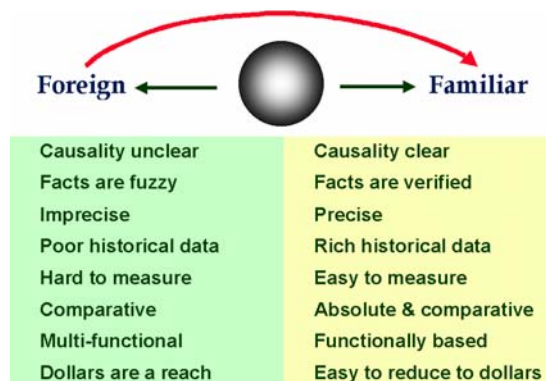 Foreign
Familiar
Causality unclear
Causality clear
Facts are fuzzy
Facts are verified
Imprecise
Precise
Poor historical data
Rich historical data
Hard to measure
Easy to measure
Comparative
Absolute & comparative
Multi-functional
Functionally based
Dollars are a reach
Easy to reduce to dollars